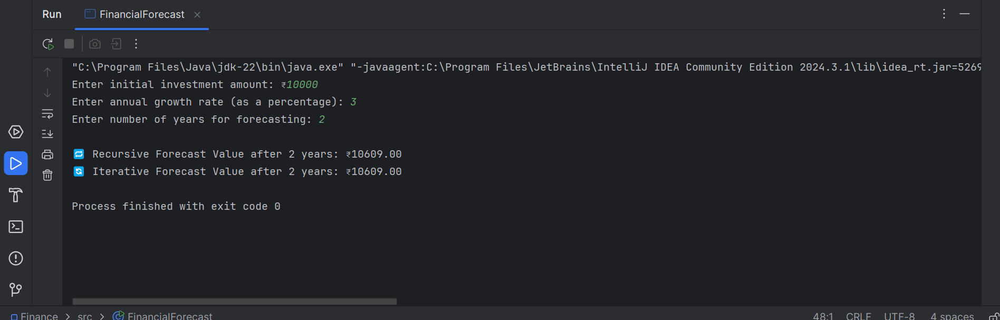 Run FinancialForecast
"C:\Program Files\Java\jdk-22\bin\java.exe" "-javaagent:C:\Program Files\JetBrains\IntelliJ IDEA Community Edition 2024.3.1\lib\idea_rt.jar=5269
Enter initial investment amount: ₹10000
Enter annual growth rate (as a percentage): 3
Enter number of years for forecasting: 2
🔁 Recursive Forecast Value after 2 years: ₹10609.00
🔄 Iterative Forecast Value after 2 years: ₹10609.00
Process finished with exit code 0
Finance > src > FinancialForecast 48:1 CRLF UTF-8 4 spaces